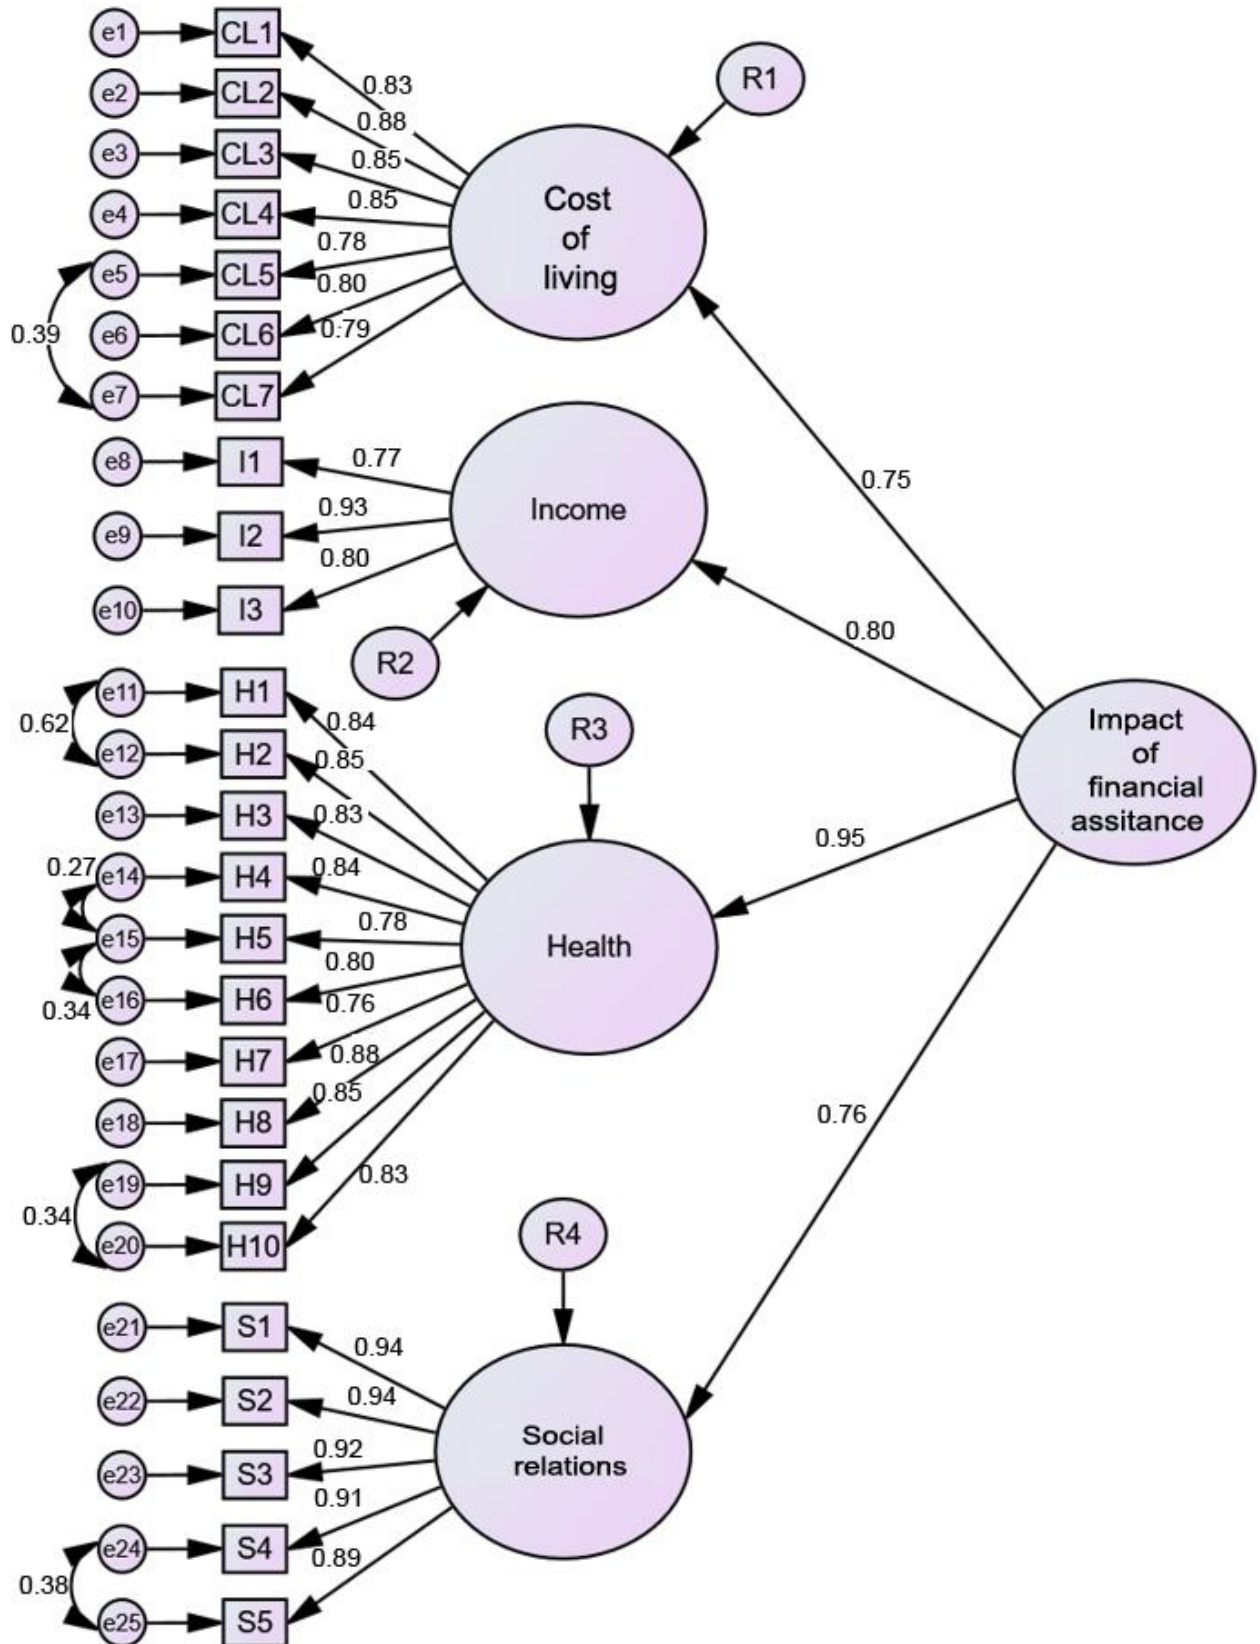 e1 CL1
0.83
R1
e2 CL2
0.88
e3 CL3
0.85
e4 CL4
0.85
Cost
of
living
0.78
e5 CL5
0.80
0.39
e6 CL6
0.79
e7 CL7
e8 I1
0.77
0.75
0.93
Income
e9 I2
0.80
e10 I3
0.80
R2
e11 H1
0.84
0.62
R3
e12 H2
0.85
Impact
of
financial
assitance
e13 H3
0.83
0.95
0.27
e14 H4
0.84
0.78
e15 H5
Health
0.80
e16 H6
0.34
0.76
e17 H7
0.88
0.85
e18 H8
0.76
e19 H9
0.83
0.34
R4
e20 H10
e21 S1
0.94
e22 S2
0.94
Social
relations
0.92
e23 S3
0.91
e24 S4
0.89
0.38
e25 S5